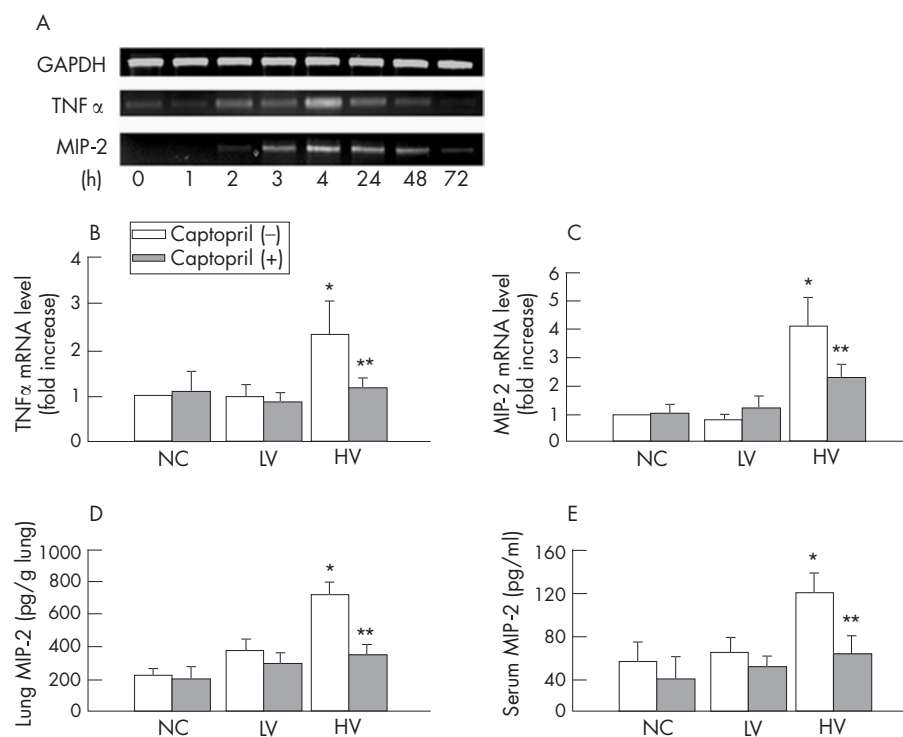 A
GAPDH
TNF α
MIP-2
(h) 0 1 2 3 4 24 48 72
B
Captopril (–)
Captopril (+)
TNFα mRNA level
(fold increase)
4
3
2
1
0
*
**
NC LV HV
C
MIP-2 mRNA level
(fold increase)
6
5
4
3
2
1
0
*
**
NC LV HV
D
Lung MIP-2 (pg/g lung)
1000
800
600
400
200
0
*
**
NC LV HV
E
Serum MIP-2 (pg/ml)
160
120
80
40
0
*
**
NC LV HV